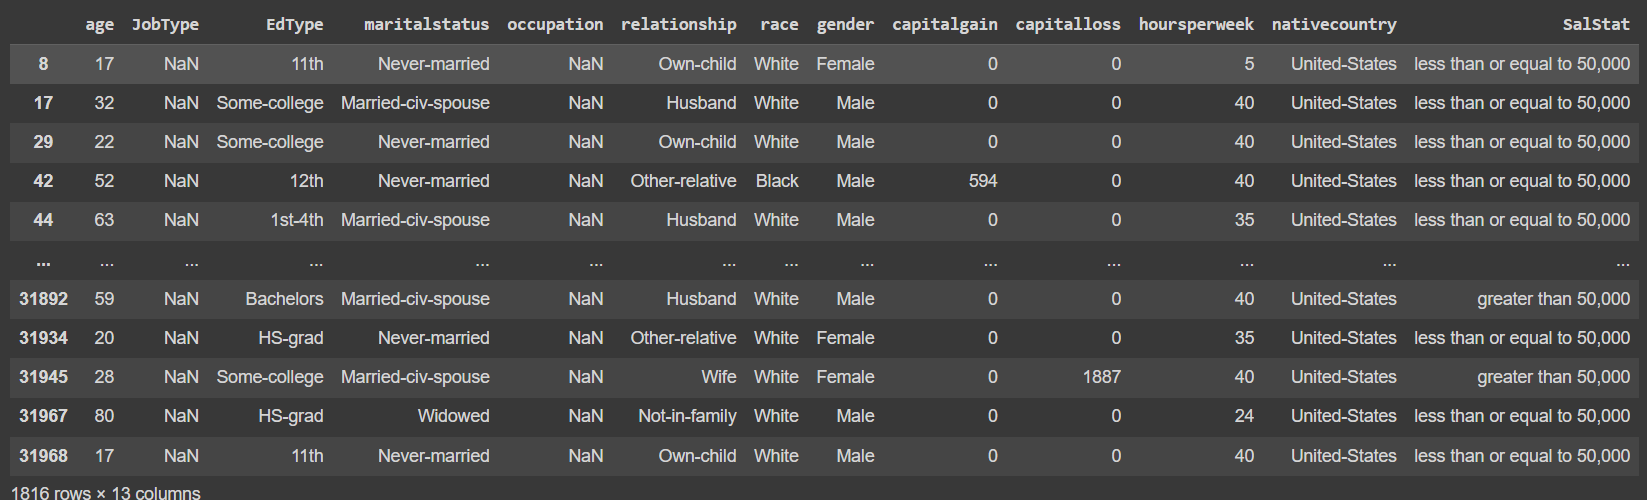 age JobType EdType maritalstatus occupation relationship race gender capitalgain capitalloss hoursperweek nativecountry SalStat
8 17 NaN 11th Never-married NaN Own-child White Female 0 0 5 United-States less than or equal to 50,000
17 32 NaN Some-college Married-civ-spouse NaN Husband White Male 0 0 40 United-States less than or equal to 50,000
29 22 NaN Some-college Never-married NaN Own-child White Male 0 0 40 United-States less than or equal to 50,000
42 52 NaN 12th Never-married NaN Other-relative Black Male 594 0 40 United-States less than or equal to 50,000
44 63 NaN 1st-4th Married-civ-spouse NaN Husband White Male 0 0 35 United-States less than or equal to 50,000
... ... ... ... ... ... ... ... ... ... ... ... ... ...
31892 59 NaN Bachelors Married-civ-spouse NaN Husband White Male 0 0 40 United-States greater than 50,000
31934 20 NaN HS-grad Never-married NaN Other-relative White Female 0 0 35 United-States less than or equal to 50,000
31945 28 NaN Some-college Married-civ-spouse NaN Wife White Female 0 1887 40 United-States greater than 50,000
31967 80 NaN HS-grad Widowed NaN Not-in-family White Male 0 0 24 United-States less than or equal to 50,000
31968 17 NaN 11th Never-married NaN Own-child White Male 0 0 40 United-States less than or equal to 50,000
1816 rows × 13 columns